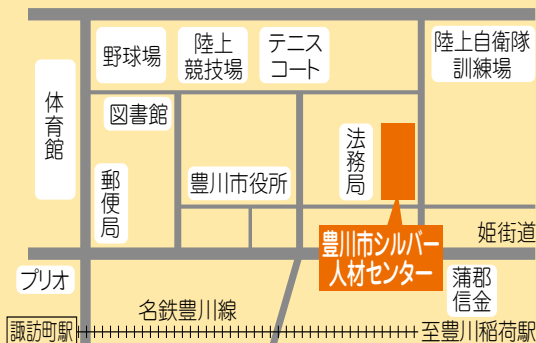 野球場
陸上
競技場
テニス
コート
陸上自衛隊
訓練場
体育館
図書館
郵便局
豊川市役所
法務局
豊川市シルバー
人材センター
姫街道
プリオ
蒲郡
信金
名鉄豊川線
諏訪町駅
至豊川稲荷駅